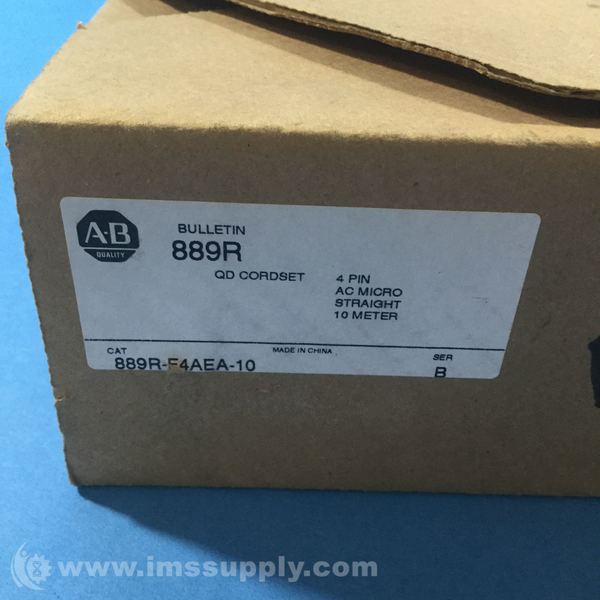 A-B
QUALITY
BULLETIN
889R
QD CORDSET
4 PIN
AC MICRO
STRAIGHT
10 METER
CAT
MADE IN CHINA
SER
889R-F4AEA-10
B
www.imssupply.com